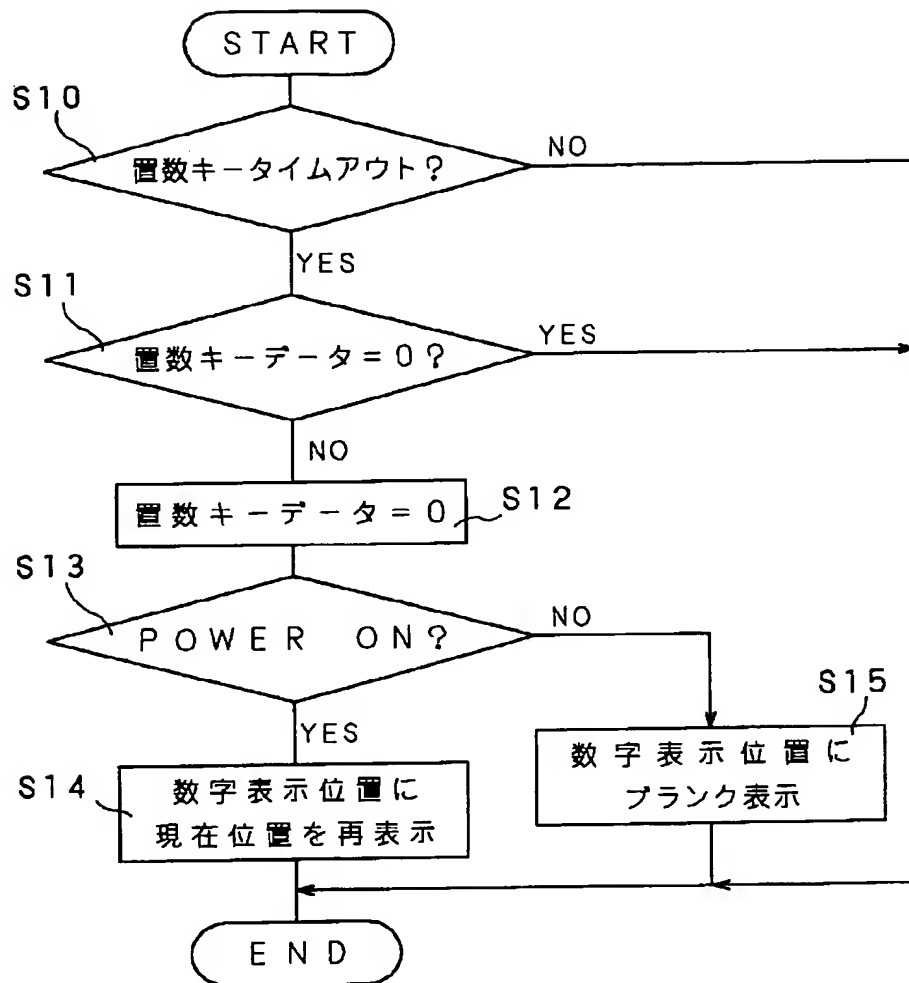 START
S10
置数キータイムアウト?
NO
YES
S11
置数キーデータ=0?
YES
NO
置数キーデータ=0
S12
S13
POWER ON?
NO
YES
S15
数字表示位置に
ブランク表示
S14
数字表示位置に
現在位置を再表示
END